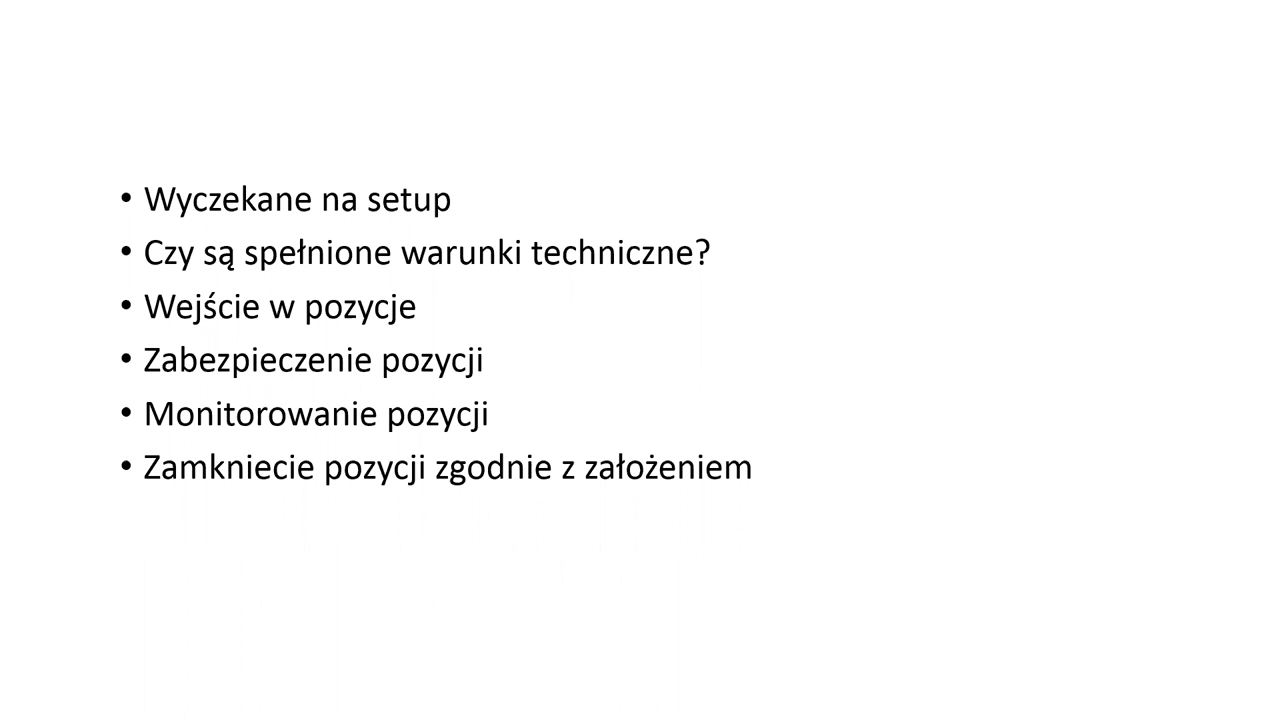 • Wyczekane na setup
• Czy są spełnione warunki techniczne?
• Wejście w pozycje
• Zabezpieczenie pozycji
• Monitorowanie pozycji
• Zamkniecie pozycji zgodnie z założeniem